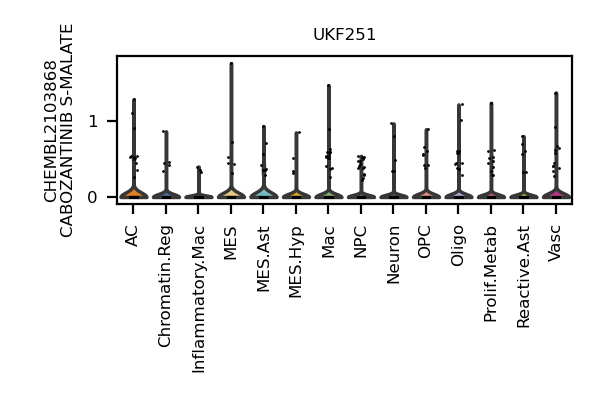 UKF251
CHEMBL2103868
CABOZANTINIB S-MALATE
1
0
AC
Chromatin.Reg
Inflammatory.Mac
MES
MES.Ast
MES.Hyp
Mac
NPC
Neuron
OPC
Oligo
Prolif.Metab
Reactive.Ast
Vasc